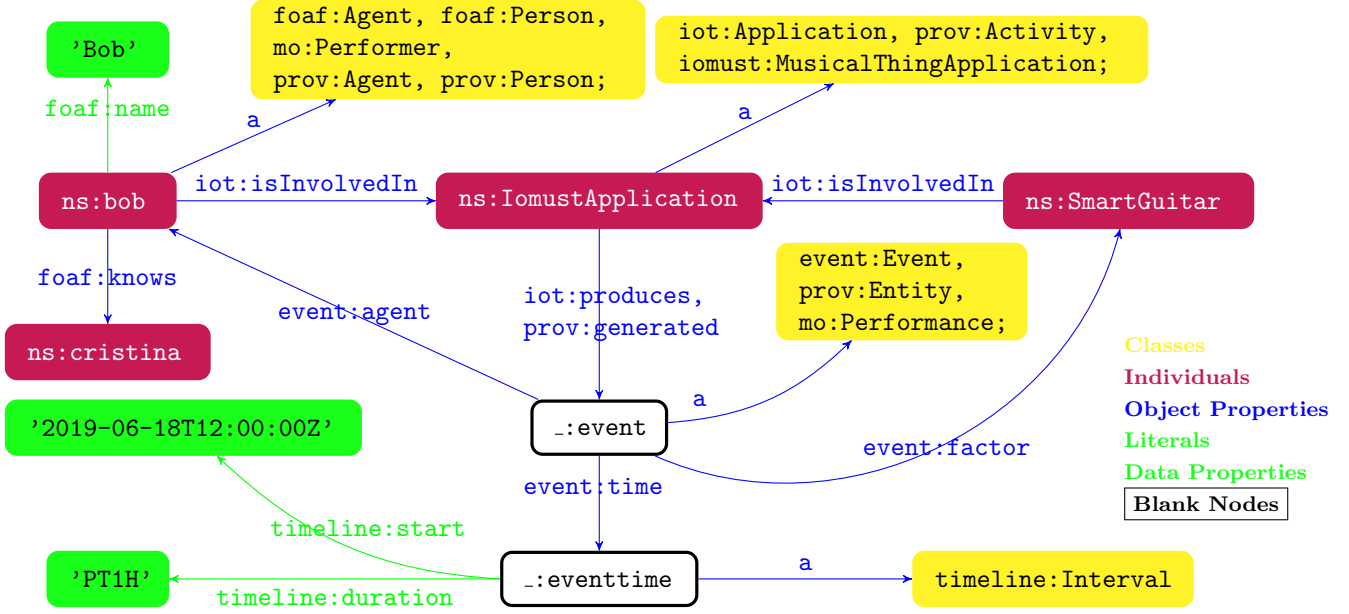 'Bob'
foaf:Agent, foaf:Person,
mo:Performer,
prov:Agent, prov:Person;
iot:Application, prov:Activity,
iomust:MusicalThingApplication;
foaf:name
a
a
ns:bob
iot:isInvolvedIn
ns:IomustApplication
iot:isInvolvedIn
ns:SmartGuitar
foaf:knows
event:agent
iot:produces,
prov:generated
event:Event,
prov:Entity,
mo:Performance;
ns:cristina
Classes
Individuals
Object Properties
Literals
Data Properties
Blank Nodes
a
'2019-06-18T12:00:00Z'
_:event
event:factor
event:time
timeline:start
'PT1H'
timeline:duration
_:eventtime
a
timeline:Interval